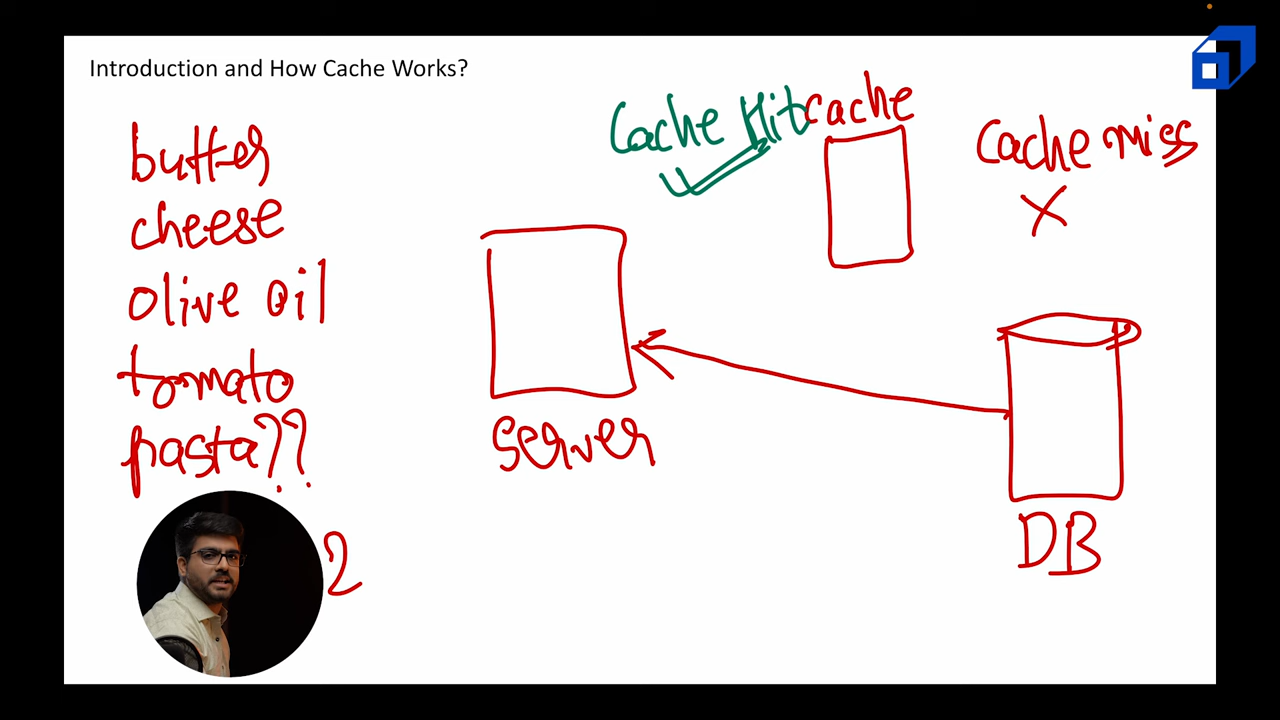 Introduction and How Cache Works?
butter
cheese
olive oil
tomato
pasta??
2
Cache Hit
cache
Cache miss
X
server
DB